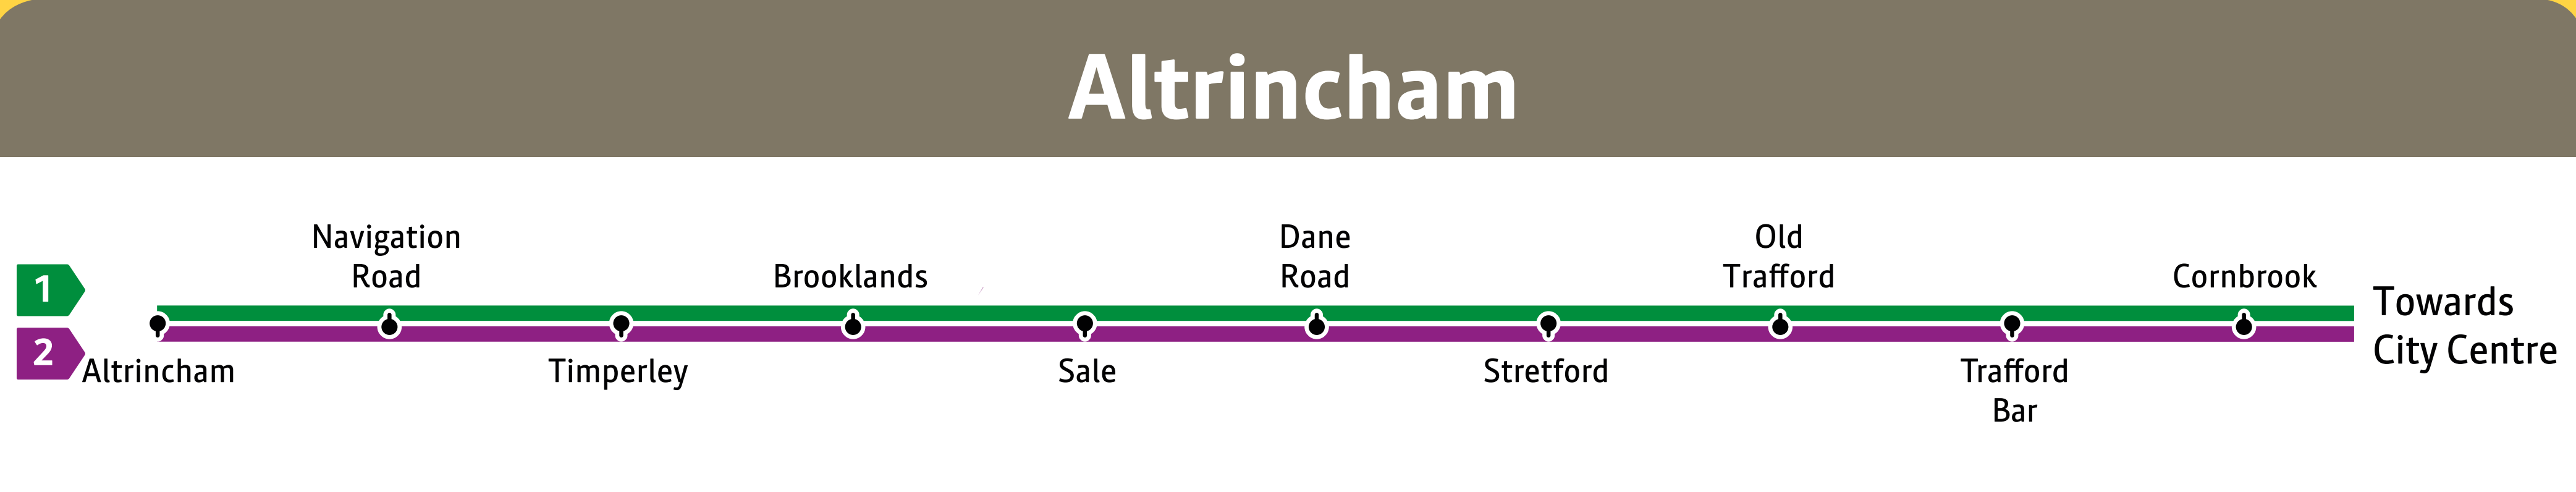 Altrincham
1
2
Altrincham
Navigation
Road
Timperley
Brooklands
Sale
Dane
Road
Stretford
Old
Trafford
Trafford
Bar
Cornbrook
Towards
City Centre